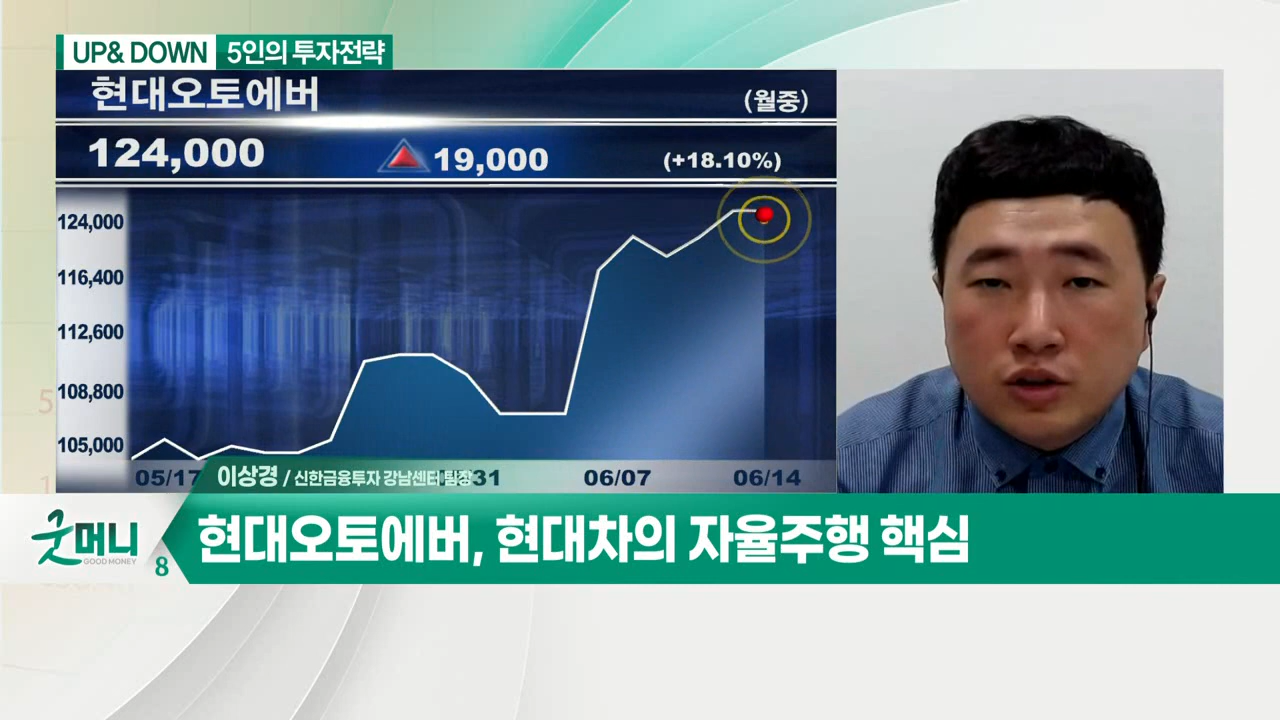 UP& DOWN 5인의 투자전략
현대오토에버 (월중)
124,000 19,000 (+18.10%)
124,000
116,400
112,600
108,800
105,000
05/17 31 06/07 06/14
이상경 / 신한금융투자 강남센터 팀장
굿머니
GOOD MONEY
8
현대오토에버, 현대차의 자율주행 핵심
5
1